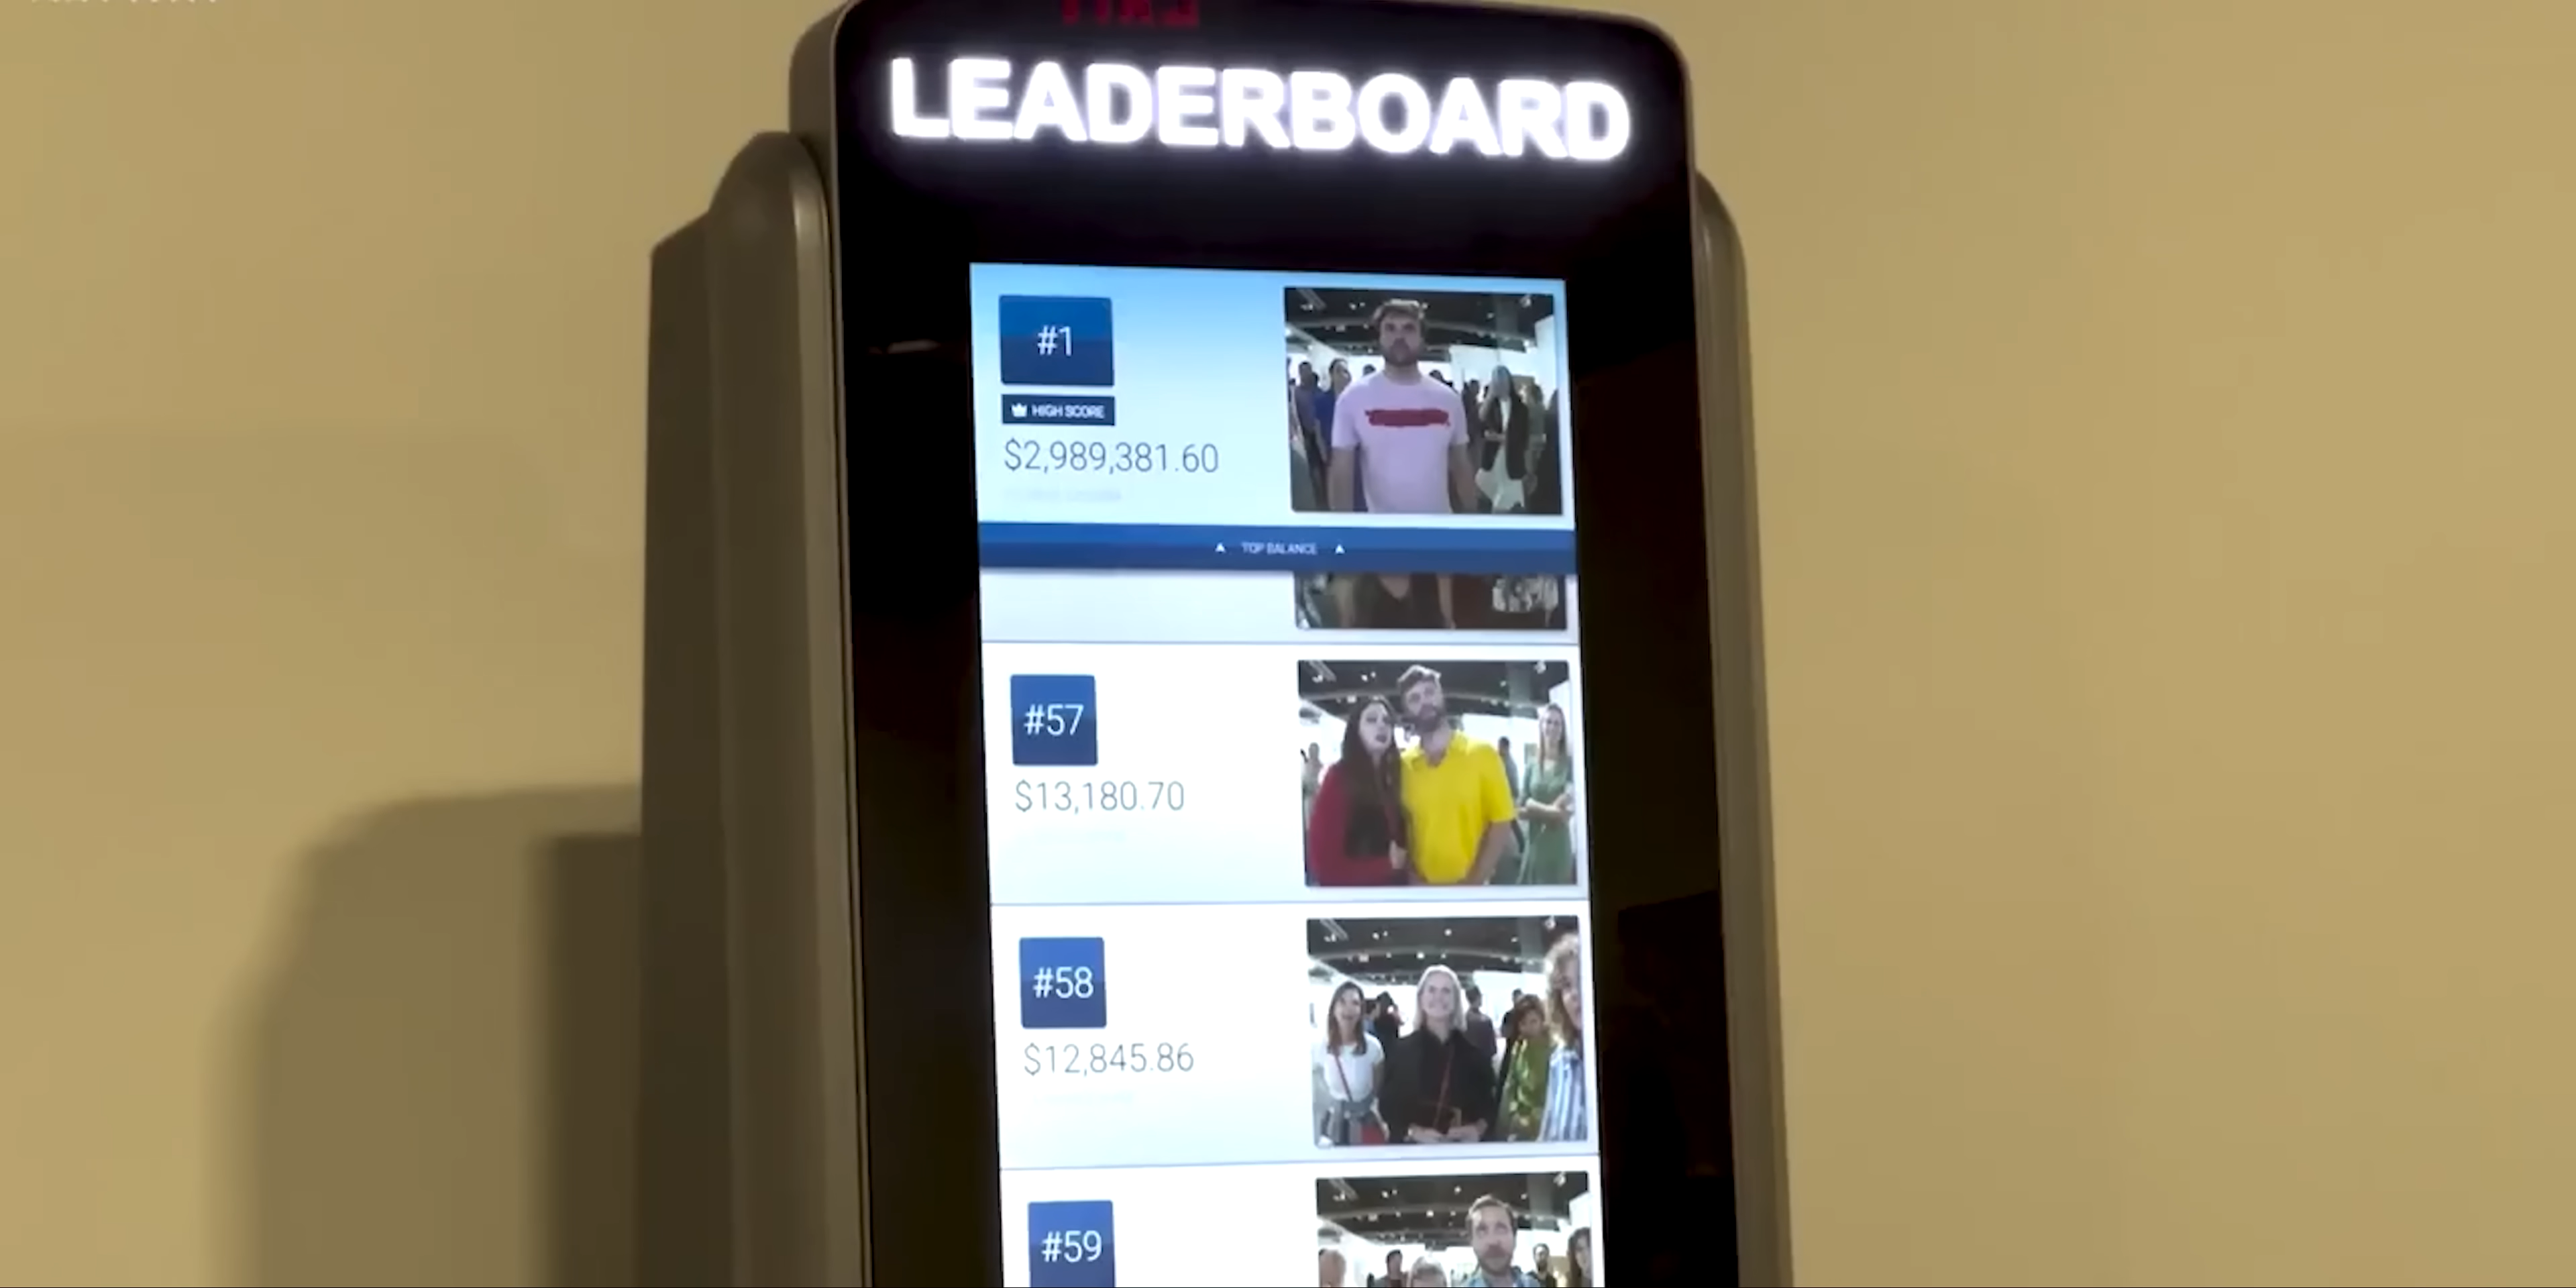 LEADERBOARD
#1
HIGH SCORE
$2,989,381.60
TOP BALANCE
#57
$13,180.70
#58
$12,845.86
#59